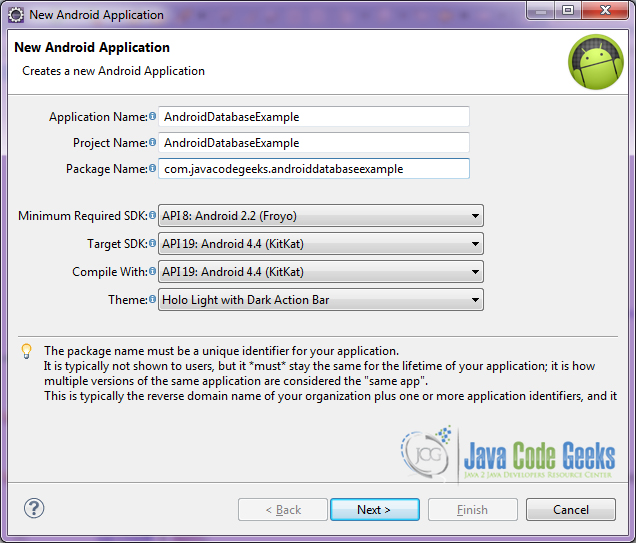 New Android Application
New Android Application
Creates a new Android Application
Application Name: AndroidDatabaseExample
Project Name: AndroidDatabaseExample
Package Name: com.javacodegeeks.androiddatabaseexample
Minimum Required SDK: API 8: Android 2.2 (Froyo)
Target SDK: API 19: Android 4.4 (KitKat)
Compile With: API 19: Android 4.4 (KitKat)
Theme: Holo Light with Dark Action Bar
The package name must be a unique identifier for your application.
It is typically not shown to users, but it *must* stay the same for the lifetime of your application; it is how
multiple versions of the same application are considered the "same app".
This is typically the reverse domain name of your organization plus one or more application identifiers, and it
JCG
Java Code Geeks
Java 2 Java Developers Resource Center
? < Back Next > Finish Cancel